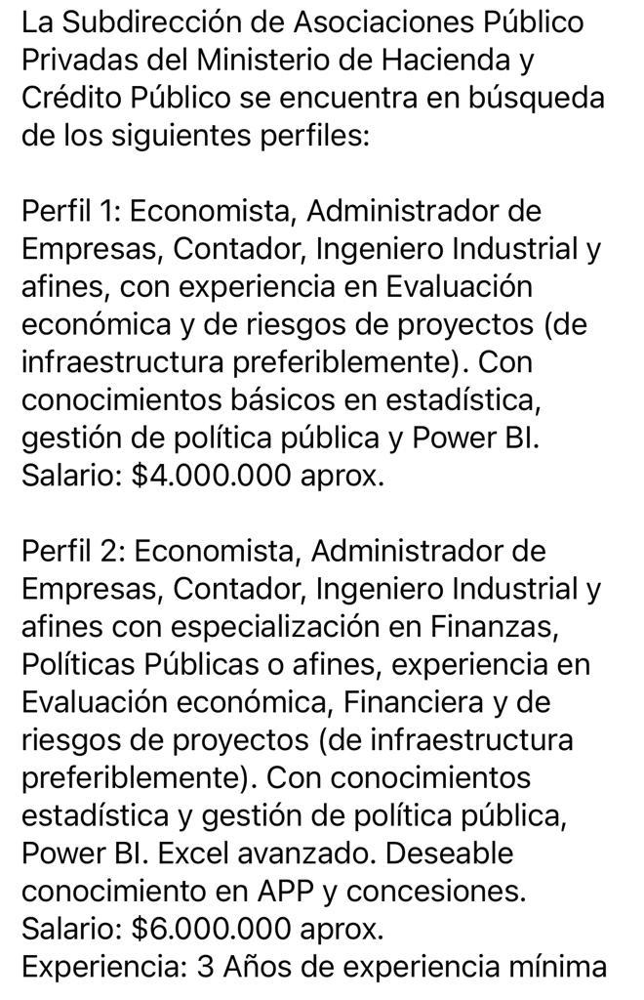 La Subdirección de Asociaciones Público
Privadas del Ministerio de Hacienda y
Crédito Público se encuentra en búsqueda
de los siguientes perfiles:
Perfil 1: Economista, Administrador de
Empresas, Contador, Ingeniero Industrial y
afines, con experiencia en Evaluación
económica y de riesgos de proyectos (de
infraestructura preferiblemente). Con
conocimientos básicos en estadística,
gestión de política pública y Power BI.
Salario: $4.000.000 aprox.
Perfil 2: Economista, Administrador de
Empresas, Contador, Ingeniero Industrial y
afines con especialización en Finanzas,
Políticas Públicas o afines, experiencia en
Evaluación económica, Financiera y de
riesgos de proyectos (de infraestructura
preferiblemente). Con conocimientos
estadística y gestión de política pública,
Power BI. Excel avanzado. Deseable
conocimiento en APP y concesiones.
Salario: $6.000.000 aprox.
Experiencia: 3 Años de experiencia mínima